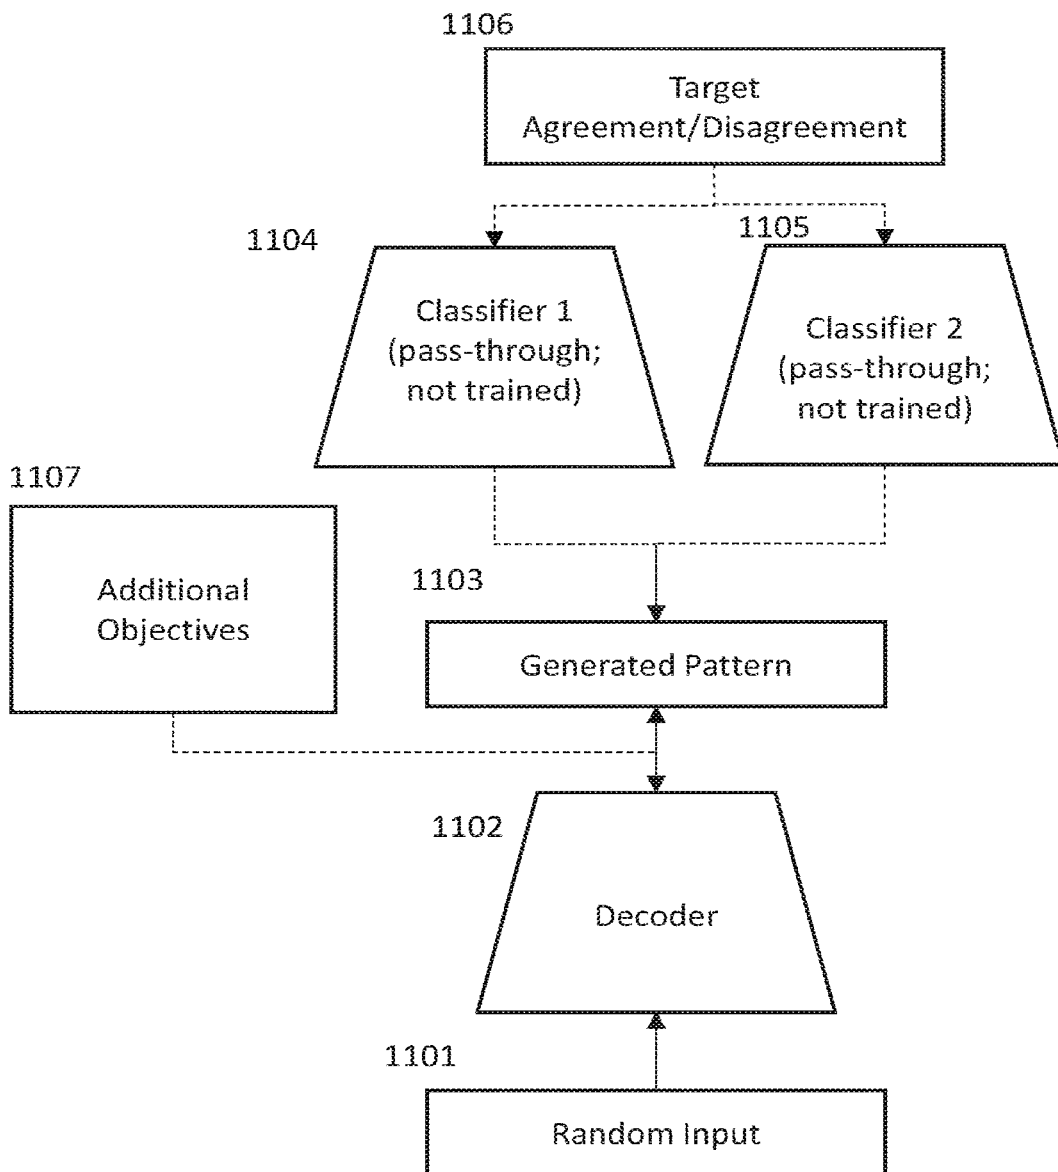 1106
Target
Agreement/Disagreement
1104
1105
Classifier 1
(pass-through;
not trained)
Classifier 2
(pass-through;
not trained)
1107
Additional
Objectives
1103
Generated Pattern
1102
Decoder
1101
Random Input